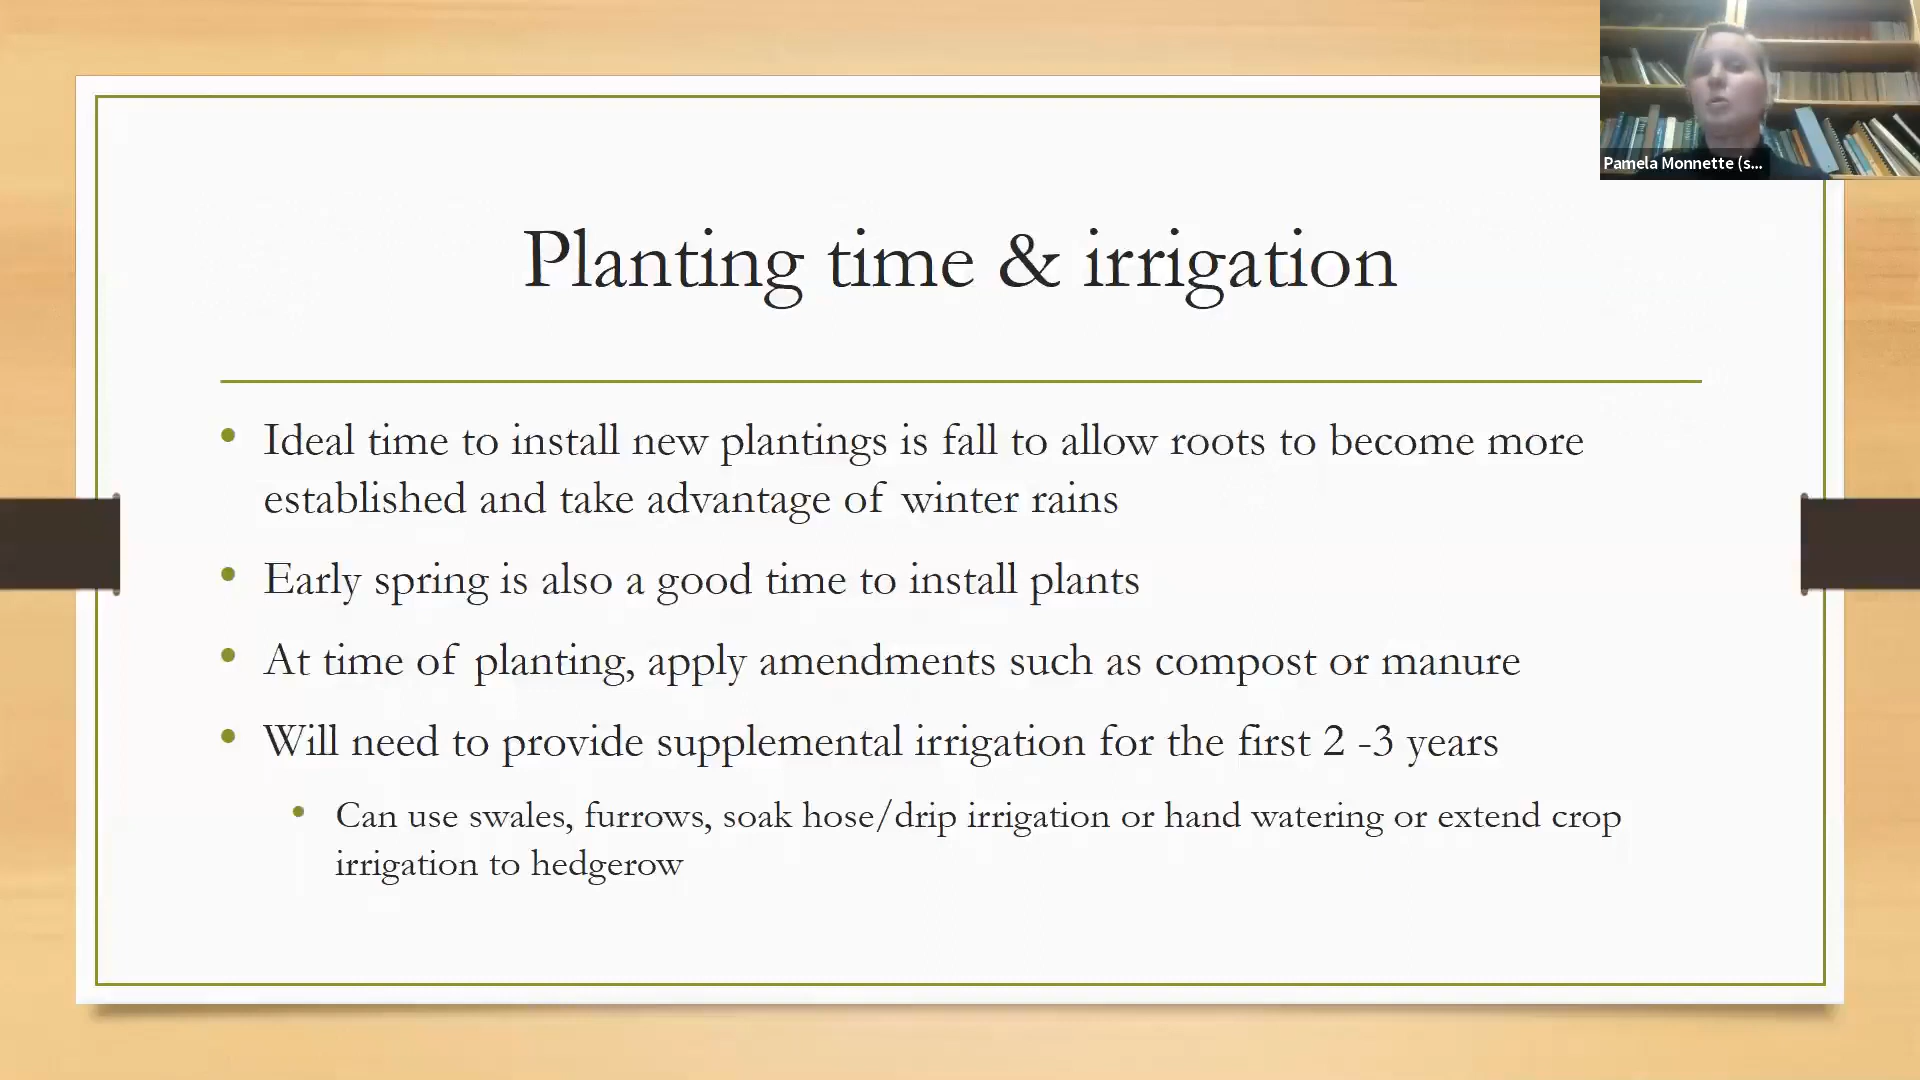 Pamela Monnette (s...
Planting time & irrigation
• Ideal time to install new plantings is fall to allow roots to become more
established and take advantage of winter rains
• Early spring is also a good time to install plants
• At time of planting, apply amendments such as compost or manure
• Will need to provide supplemental irrigation for the first 2 -3 years
• Can use swales, furrows, soak hose/drip irrigation or hand watering or extend crop
irrigation to hedgerow